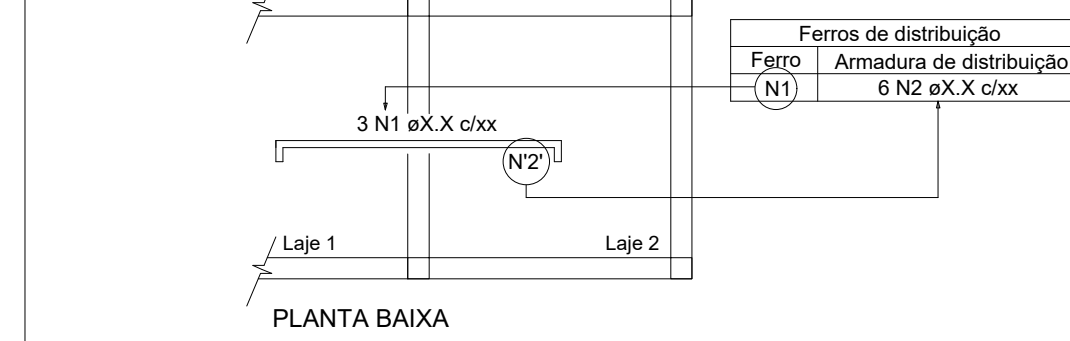 Ferros de distribuição
Ferro Armadura de distribuição
N1 6 N2 øX.X c/xx
3 N1 øX.X c/xx
N'2'
Laje 1 Laje 2
PLANTA BAIXA